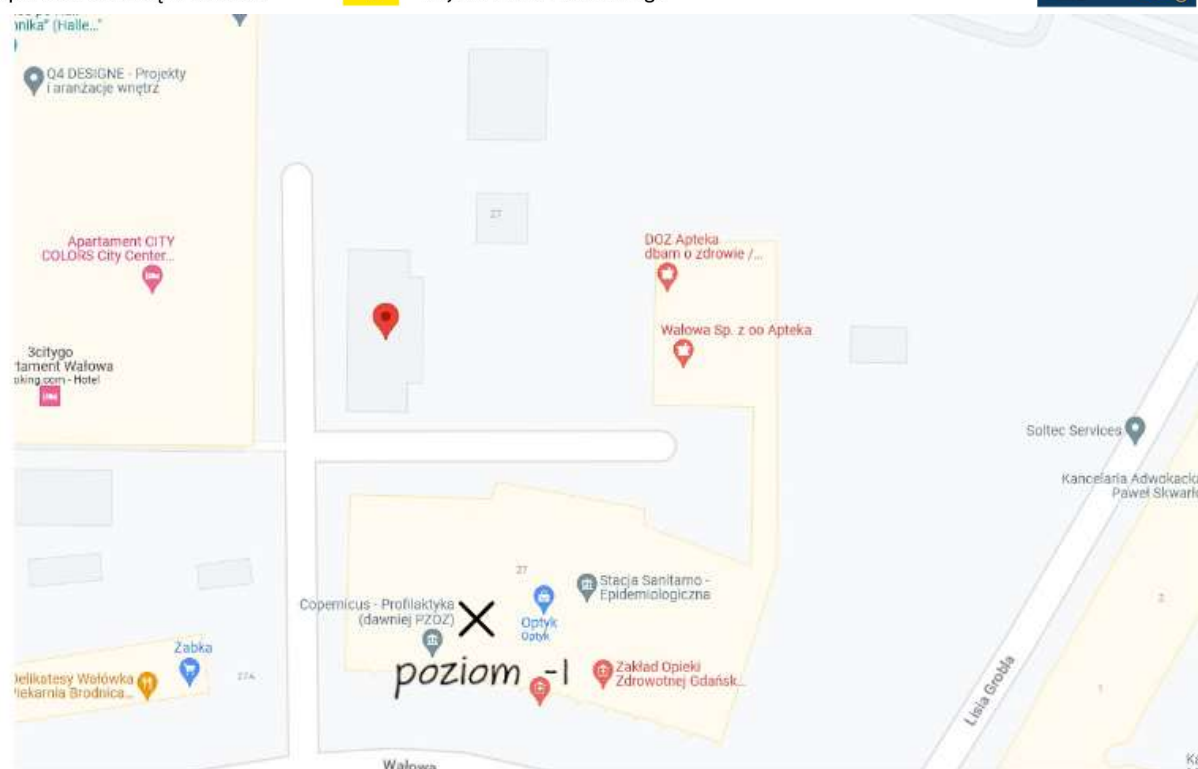 nnika" (Halle..."
Q4 DESIGNE - Projekty
i aranżacje wnętrz
Apartament CITY
COLORS City Center...
3citygo
tament Wałowa
oking.com - Hotel
27
DOZ Apteka
dbam o zdrowie /...
Wałowa Sp. z oo Apteka
Soltec Services
Kancelaria Adwokacka
Paweł Skwark
27
Stacja Sanitarno -
Epidemiologiczna
Copernicus - Profilaktyka
(dawniej PZOZ)
Optyk
Optyk
2
Żabka
Delikatesy Wałówka
Piekarnia Brodnica...
27A
poziom -1
Zakład Opieki
Zdrowotnej Gdańsk...
1
Lisia Grobla
Wałowa